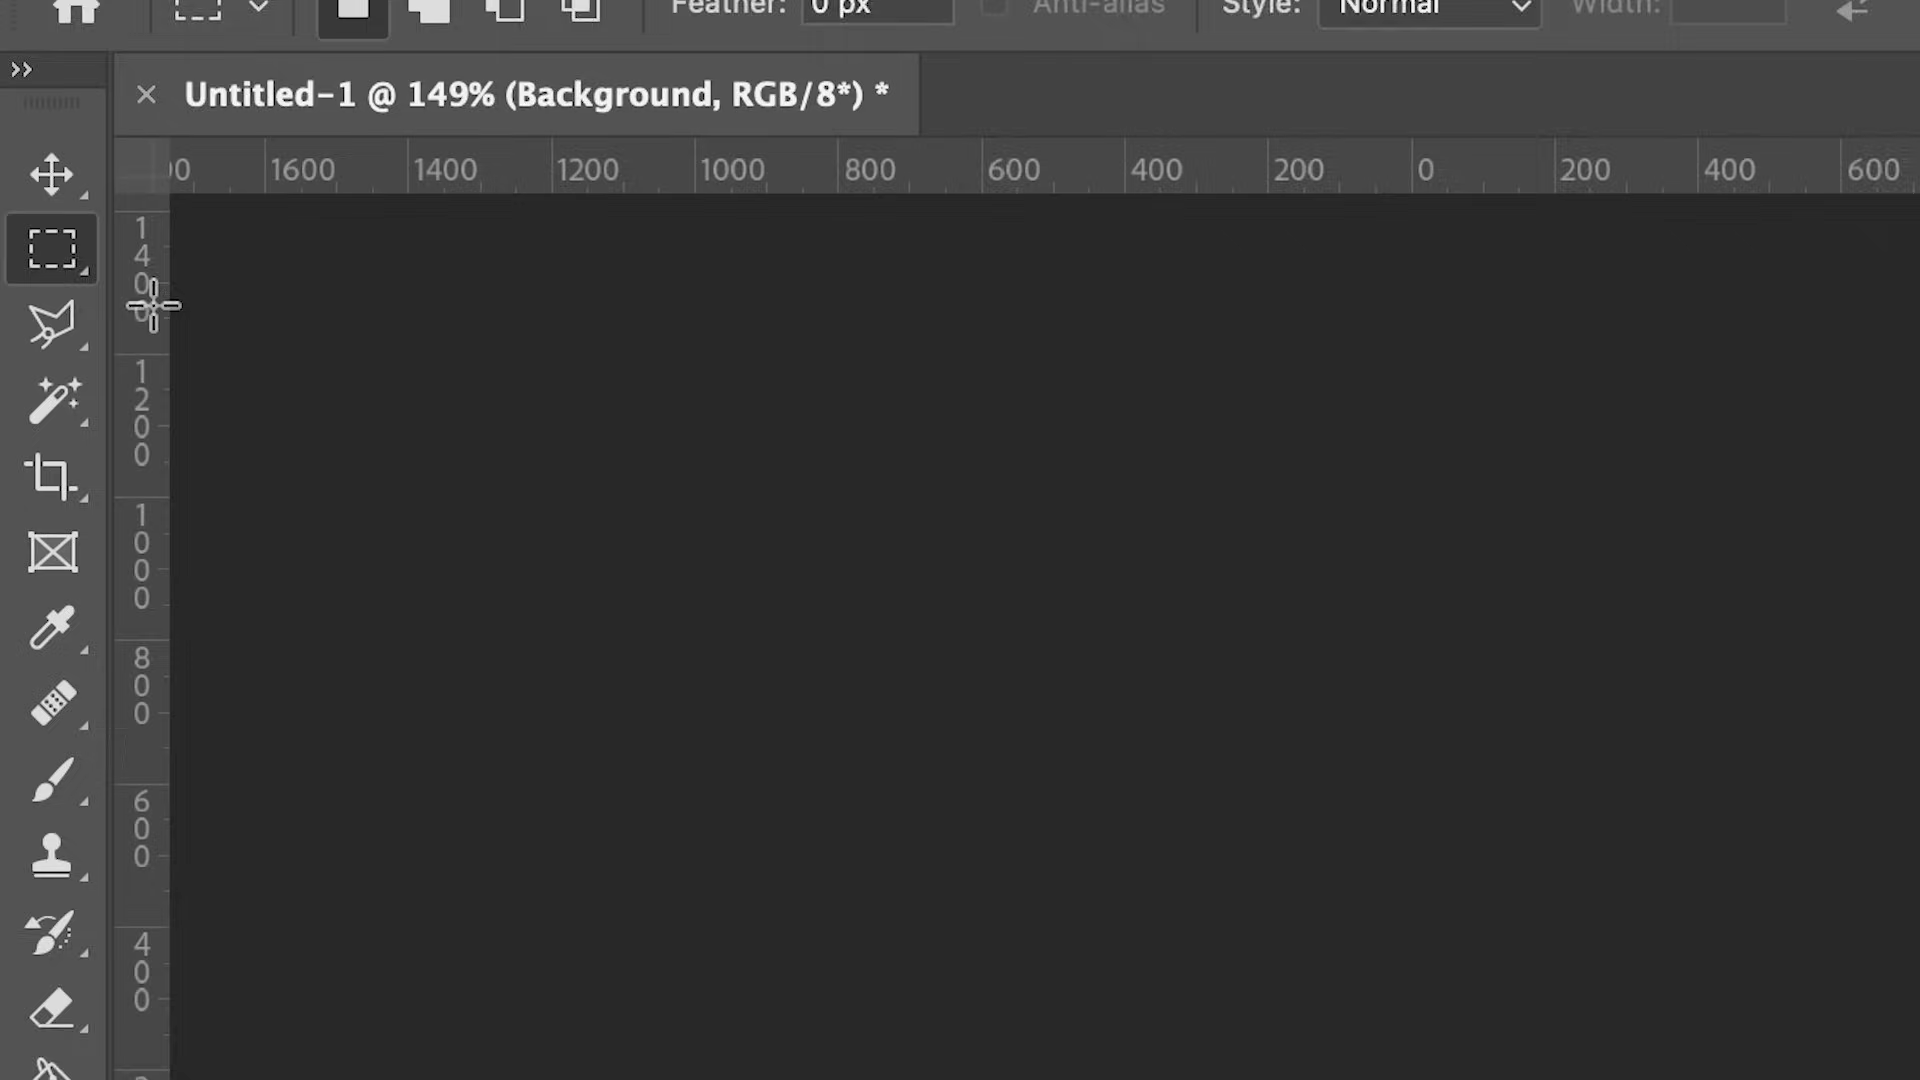 Feather: 0 px Anti-alias Style: Normal Width:
Untitled-1 @ 149% (Background, RGB/8*) *
00 1600 1400 1200 1000 800 600 400 200 0 200 400 600
1400
1200
1000
800
600
400